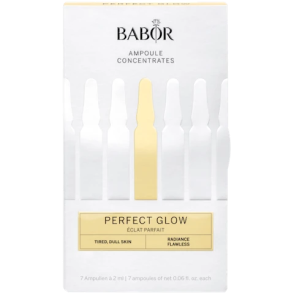 BABOR
AMPOULE
CONCENTRATES
PERFECT GLOW
ÉCLAT PARFAIT
TIRED, DULL SKIN
RADIANCE
FLAWLESS
7 Ampoules à 2 ml | 7 ampoules of net 0.06 fl. oz. each.